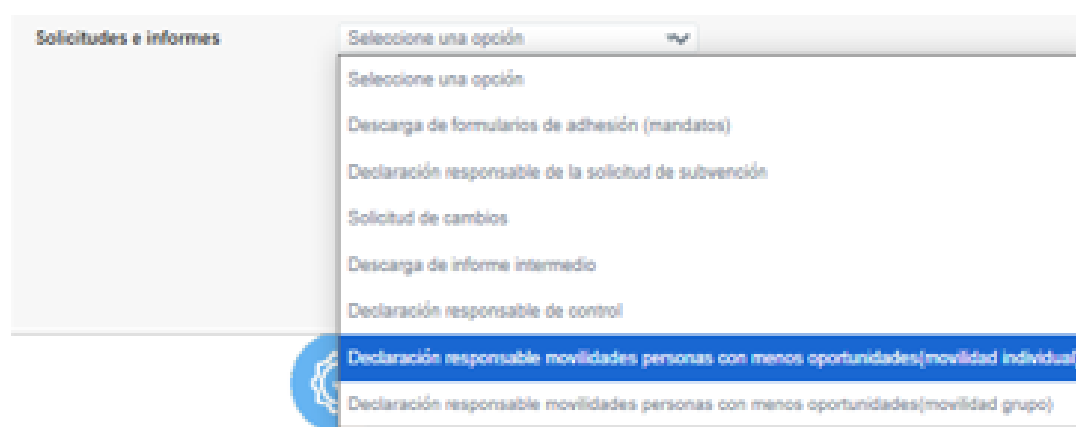 Solicitudes e informes
Seleccione una opción
Seleccione una opción
Descarga de formularios de adhesión (mandatos)
Declaración responsable de la solicitud de subvención
Solicitud de cambios
Descarga de informe intermedio
Declaración responsable de control
Declaración responsable movilidades personas con menos oportunidades(movilidad individual)
Declaración responsable movilidades personas con menos oportunidades(movilidad grupo)